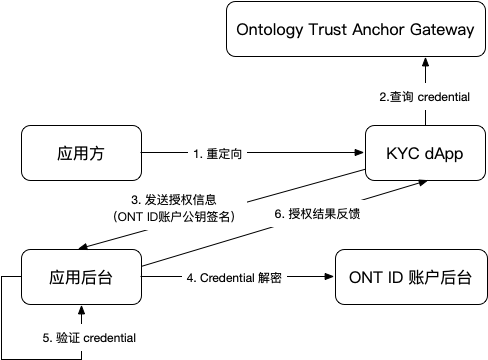 Ontology Trust Anchor Gateway
2.查询 credential
应用方
1. 重定向
KYC dApp
3. 发送授权信息
（ONT ID账户公钥签名）
6. 授权结果反馈
应用后台
4. Credential 解密
ONT ID 账户后台
5. 验证 credential